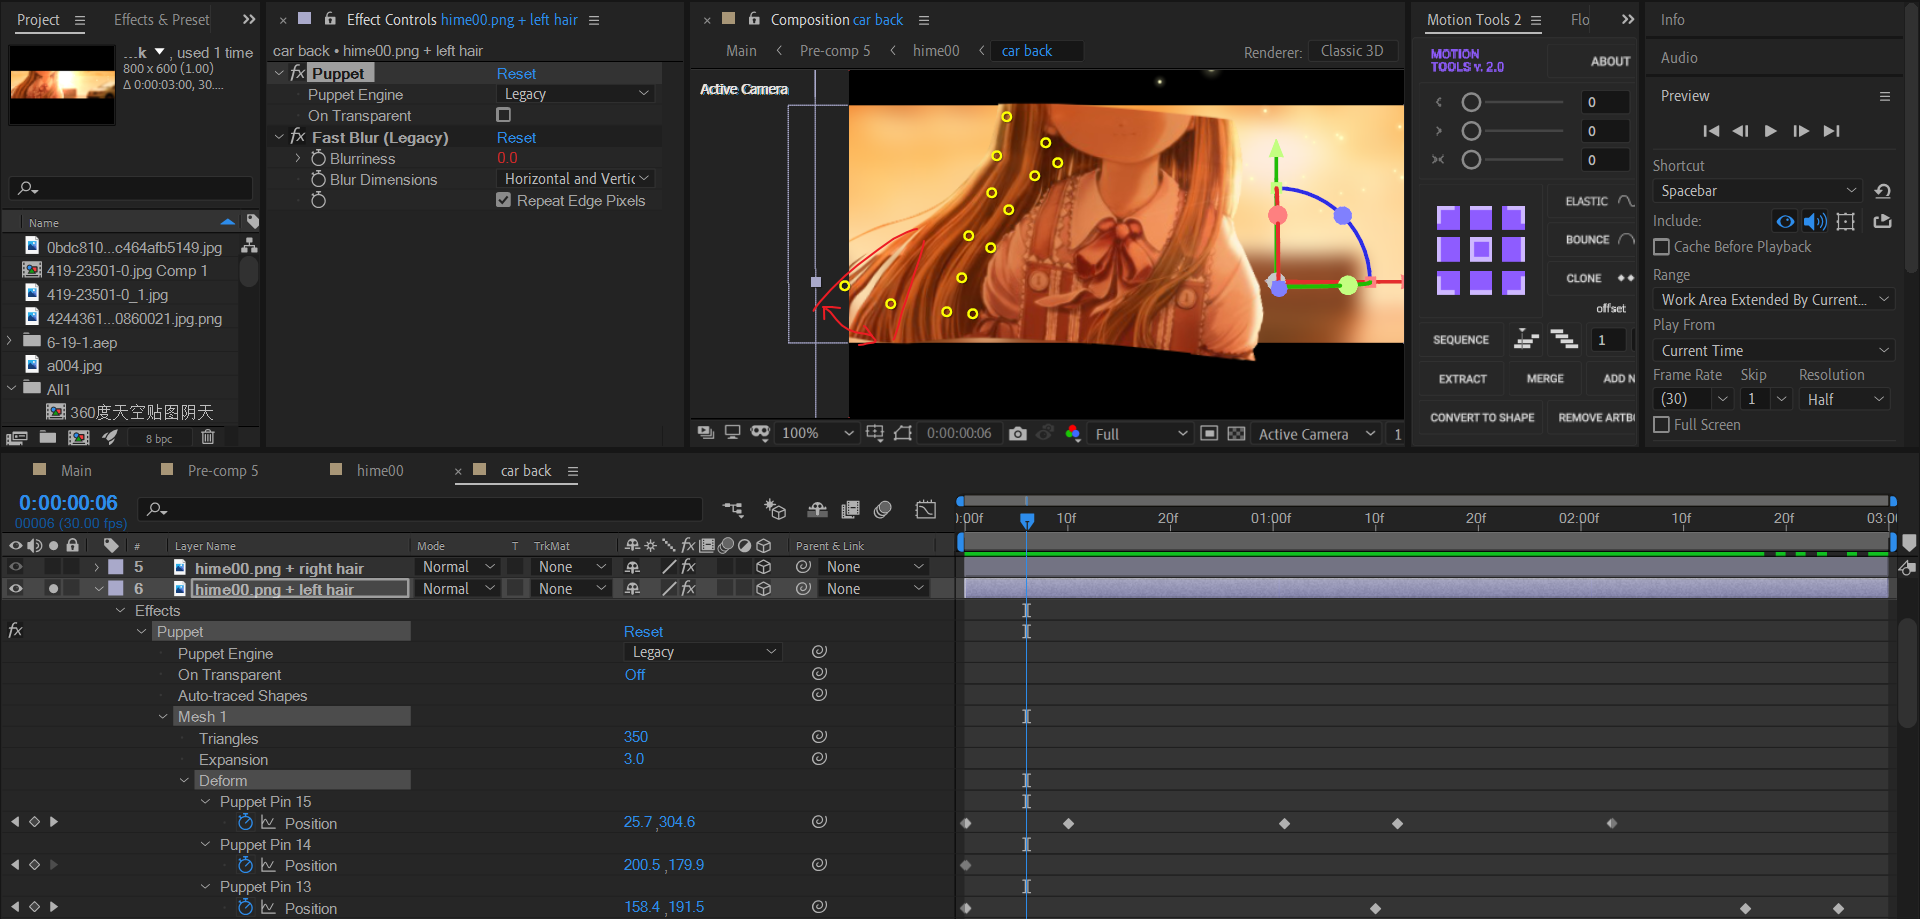 Project
Effects & Preset
...k , used 1 time
800 x 600 (1.00)
Δ 0:00:03:00, 30....
Name
0bdc810...c464afb5149.jpg
419-23501-0.jpg Comp 1
419-23501-0_1.jpg
4244361...0860021.jpg.png
6-19-1.aep
a004.jpg
All1
360度天空贴图阴天
8 bpc
Effect Controls hime00.png + left hair
car back • hime00.png + left hair
fx Puppet Reset
Puppet Engine Legacy
On Transparent
fx Fast Blur (Legacy) Reset
Blurriness 0.0
Blur Dimensions Horizontal and Vertic
Repeat Edge Pixels
Composition car back
Main Pre-comp 5 hime00 car back
Renderer: Classic 3D
Active Camera
100% 0:00:00:06 Full Active Camera 1
Motion Tools 2
Flo
MOTION
TOOLS v. 2.0
ABOUT
0
0
0
ELASTIC
BOUNCE
CLONE
offset
SEQUENCE 1
EXTRACT MERGE ADD N
CONVERT TO SHAPE REMOVE ARTBO
Info
Audio
Preview
Shortcut
Spacebar
Include:
Cache Before Playback
Range
Work Area Extended By Current...
Play From
Current Time
Frame Rate Skip Resolution
(30) 1 Half
Full Screen
Main Pre-comp 5 hime00 car back
0:00:00:06
00006 (30.00 fps)
0:00f 10f 20f 01:00f 10f 20f 02:00f 10f 20f 03:00
# Layer Name Mode T TrkMat fx Parent & Link
5 hime00.png + right hair Normal None fx None
6 hime00.png + left hair Normal None fx None
Effects
fx Puppet Reset
Puppet Engine Legacy
On Transparent Off
Auto-traced Shapes
Mesh 1
Triangles 350
Expansion 3.0
Deform
Puppet Pin 15
Position 25.7 ,304.6
Puppet Pin 14
Position 200.5 ,179.9
Puppet Pin 13
Position 158.4 ,191.5